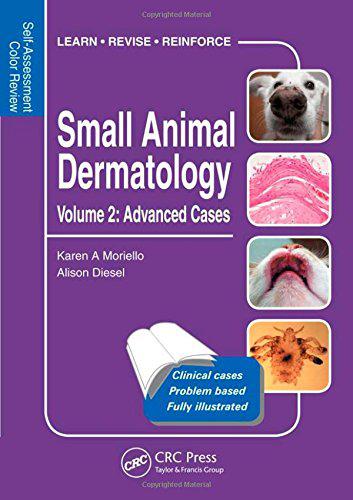 Self-Assessment
Color Review
LEARN • REVISE • REINFORCE
Small Animal
Dermatology
Volume 2: Advanced Cases
Karen A Moriello
Alison Diesel
Clinical cases
Problem based
Fully illustrated
CRC
CRC Press
Taylor & Francis Group